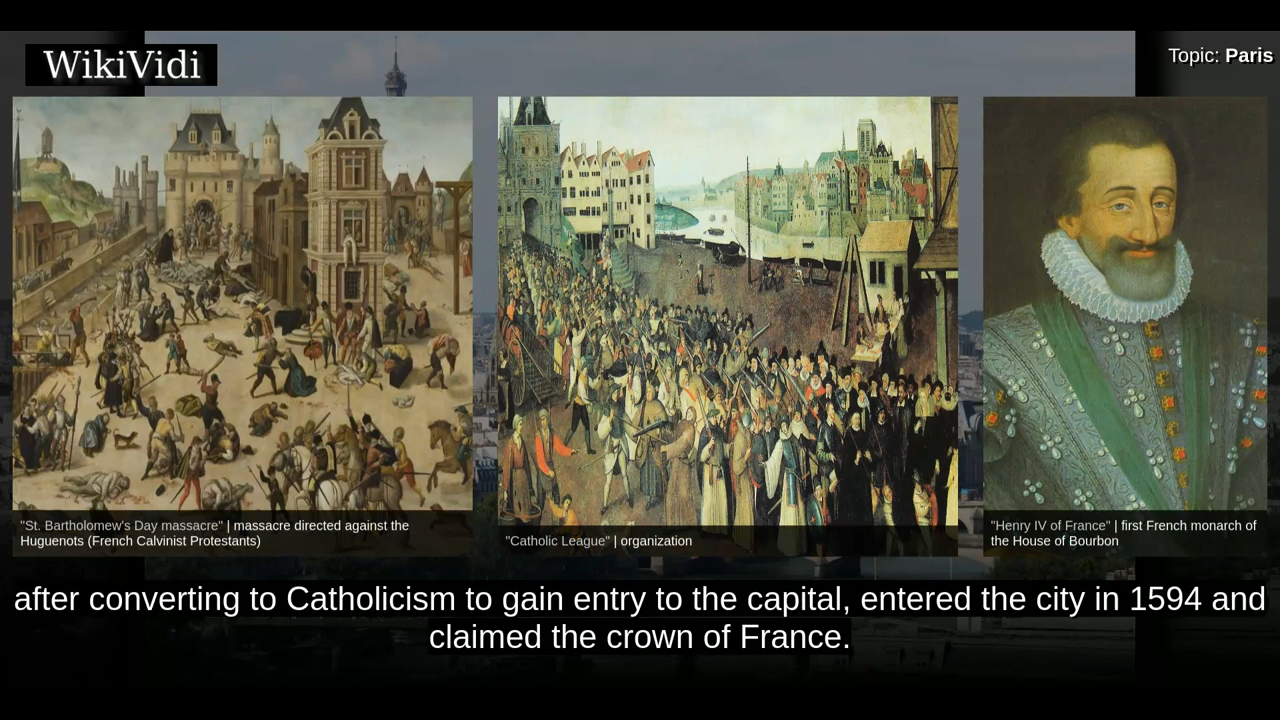 WikiVidi
Topic: Paris
"St. Bartholomew's Day massacre" | massacre directed against the
Huguenots (French Calvinist Protestants)
"Catholic League" | organization
"Henry IV of France" | first French monarch of
the House of Bourbon
after converting to Catholicism to gain entry to the capital, entered the city in 1594 and
claimed the crown of France.